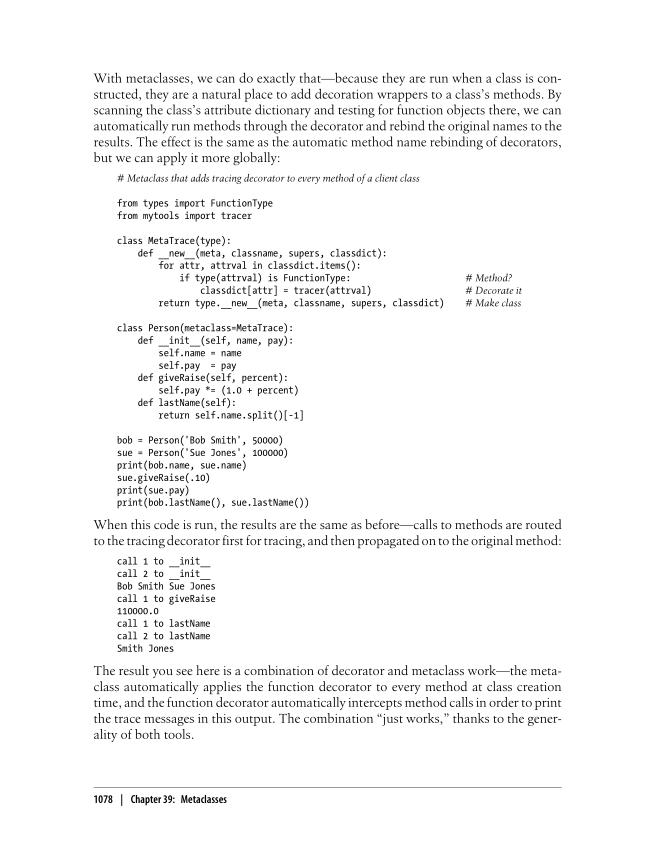 With metaclasses, we can do exactly that—because they are run when a class is con-
structed, they are a natural place to add decoration wrappers to a class's methods. By
scanning the class's attribute dictionary and testing for function objects there, we can
automatically run methods through the decorator and rebind the original names to the
results. The effect is the same as the automatic method name rebinding of decorators,
but we can apply it more globally:
# Metaclass that adds tracing decorator to every method of a client class
from types import FunctionType
from mytools import tracer
class MetaTrace(type):
    def __new__(meta, classname, supers, classdict):
        for attr, attrval in classdict.items():
            if type(attrval) is FunctionType:                      # Method?
                classdict[attr] = tracer(attrval)                  # Decorate it
        return type.__new__(meta, classname, supers, classdict)    # Make class
class Person(metaclass=MetaTrace):
    def __init__(self, name, pay):
        self.name = name
        self.pay  = pay
    def giveRaise(self, percent):
        self.pay *= (1.0 + percent)
    def lastName(self):
        return self.name.split()[-1]
bob = Person('Bob Smith', 50000)
sue = Person('Sue Jones', 100000)
print(bob.name, sue.name)
sue.giveRaise(.10)
print(sue.pay)
print(bob.lastName(), sue.lastName())
When this code is run, the results are the same as before—calls to methods are routed
to the tracing decorator first for tracing, and then propagated on to the original method:
call 1 to __init__
call 2 to __init__
Bob Smith Sue Jones
call 1 to giveRaise
110000.0
call 1 to lastName
call 2 to lastName
Smith Jones
The result you see here is a combination of decorator and metaclass work—the meta-
class automatically applies the function decorator to every method at class creation
time, and the function decorator automatically intercepts method calls in order to print
the trace messages in this output. The combination “just works,” thanks to the gener-
ality of both tools.
1078 | Chapter 39: Metaclasses